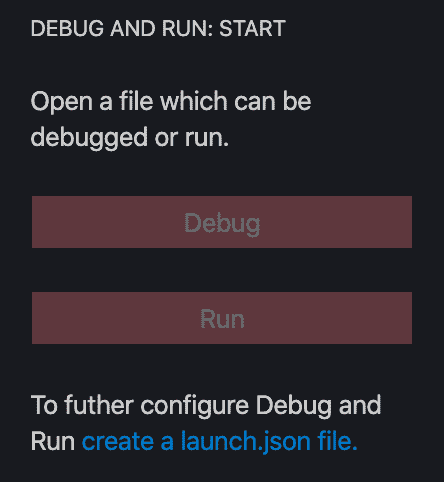 DEBUG AND RUN: START
Open a file which can be
debugged or run.
Debug
Run
To futher configure Debug and
Run create a launch.json file.